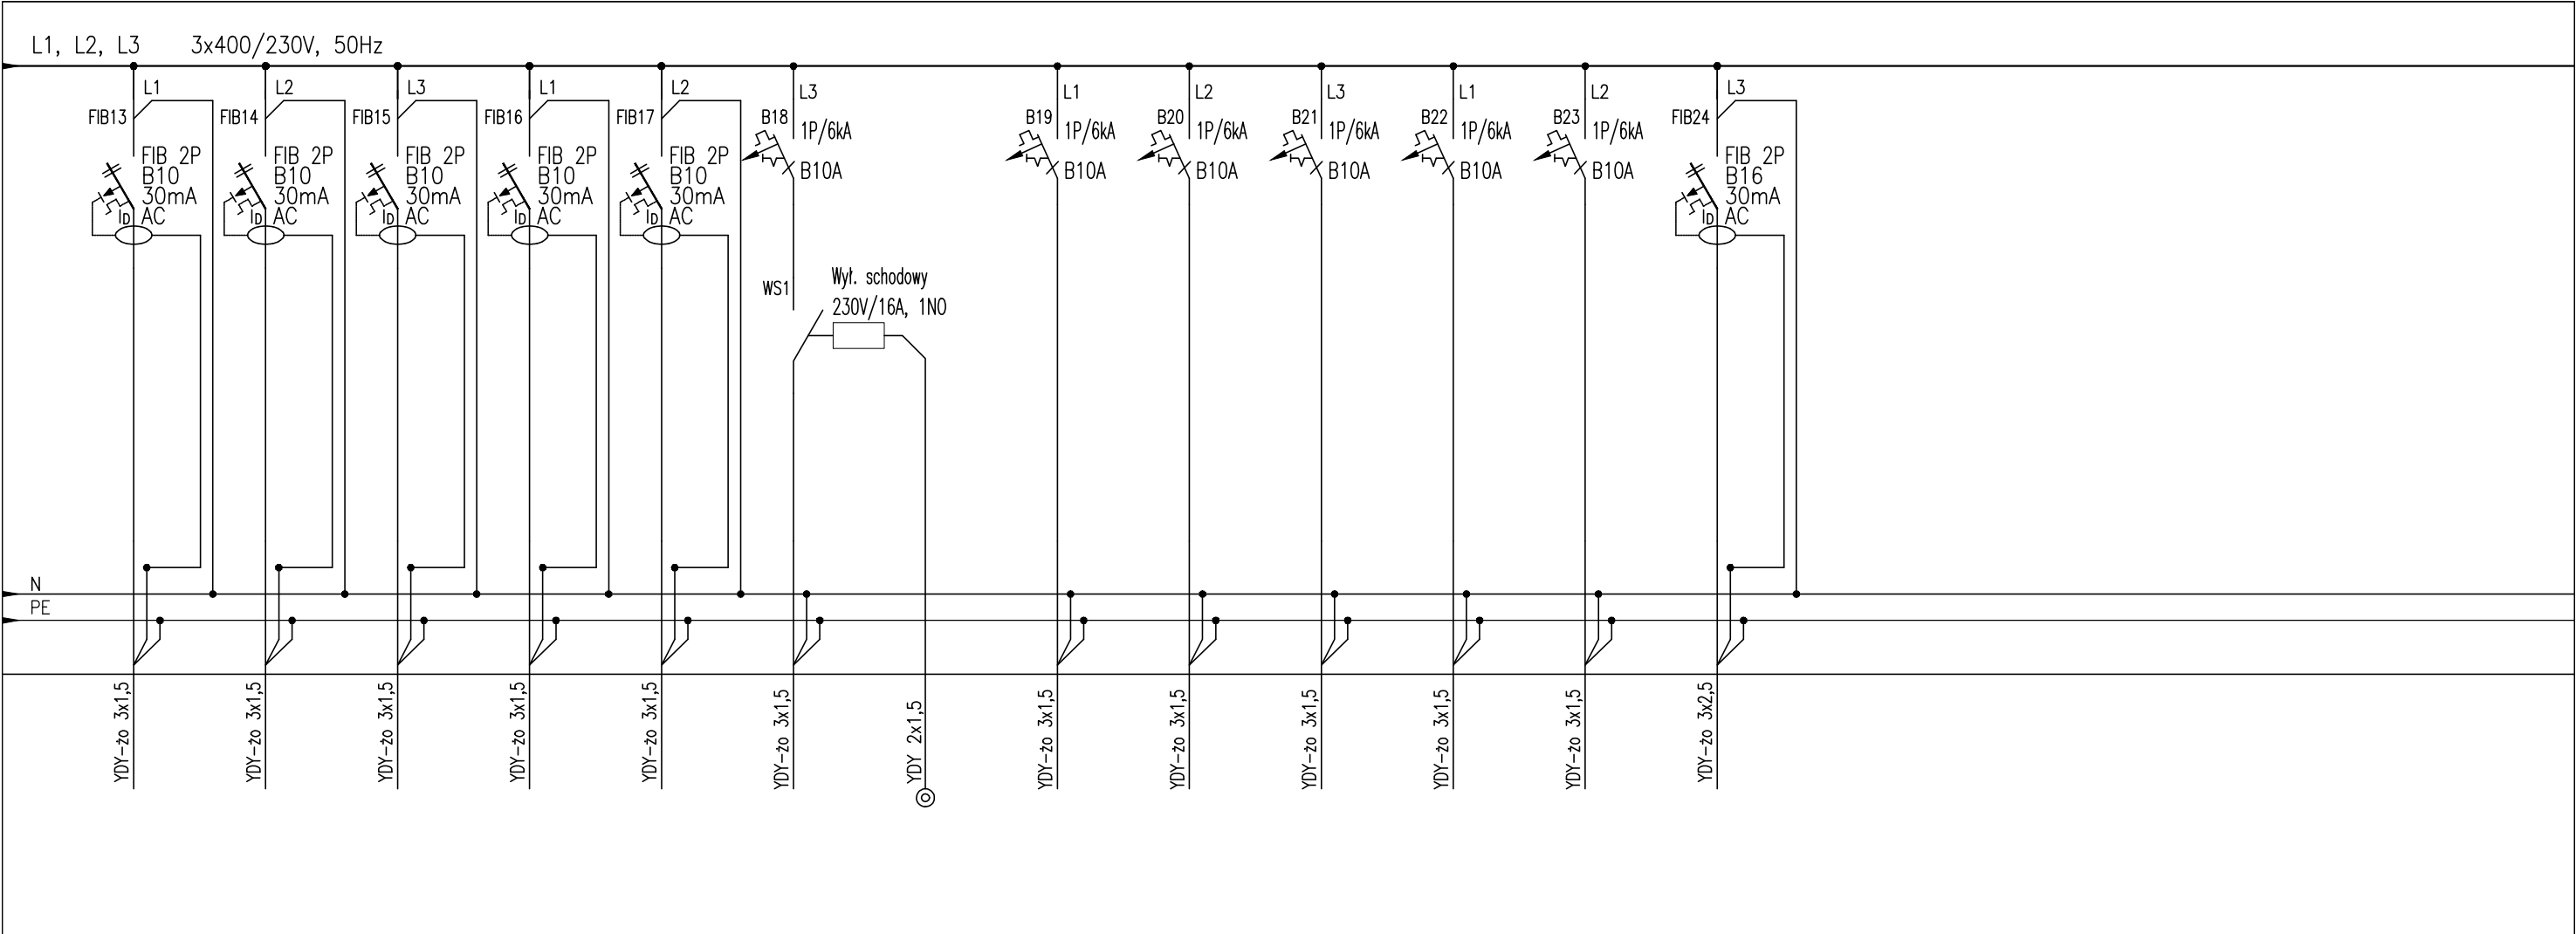 L1, L2, L3 3x400/230V, 50Hz
L1
FIB13
FIB 2P
B10
30mA
ID AC
L2
FIB14
FIB 2P
B10
30mA
ID AC
L3
FIB15
FIB 2P
B10
30mA
ID AC
L1
FIB16
FIB 2P
B10
30mA
ID AC
L2
FIB17
FIB 2P
B10
30mA
ID AC
L3
B18
1P/6kA
B10A
WS1
Wył. schodowy
230V/16A, 1NO
L1
B19
1P/6kA
B10A
L2
B20
1P/6kA
B10A
L3
B21
1P/6kA
B10A
L1
B22
1P/6kA
B10A
L2
B23
1P/6kA
B10A
L3
FIB24
FIB 2P
B16
30mA
ID AC
N
PE
YDY-żo 3x1,5
YDY-żo 3x1,5
YDY-żo 3x1,5
YDY-żo 3x1,5
YDY-żo 3x1,5
YDY-żo 3x1,5
YDY 2x1,5
YDY-żo 3x1,5
YDY-żo 3x1,5
YDY-żo 3x1,5
YDY-żo 3x1,5
YDY-żo 3x1,5
YDY-żo 3x2,5